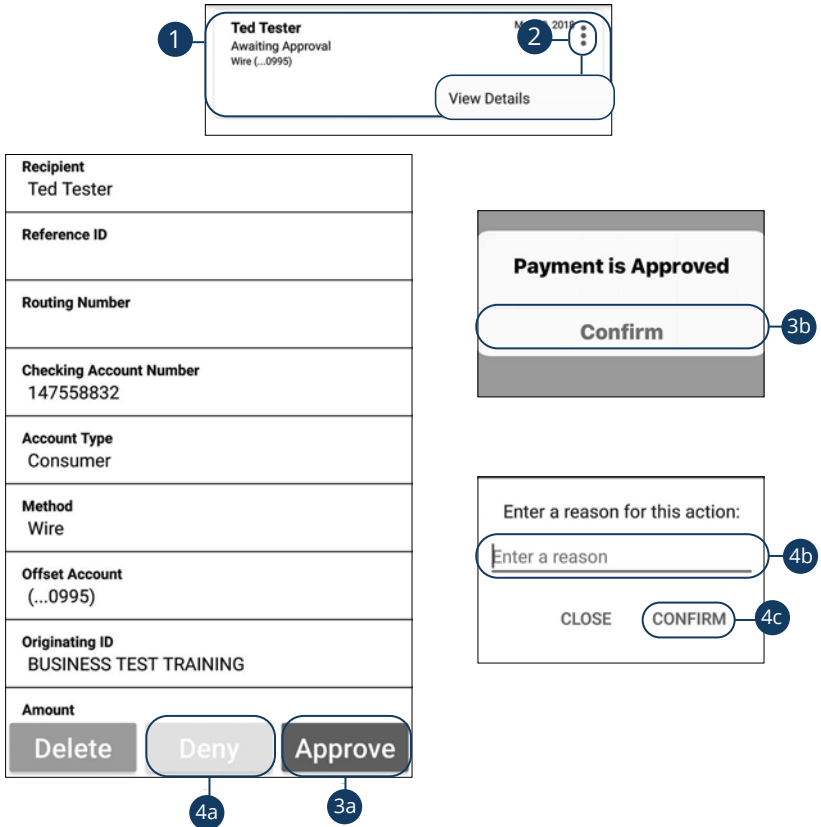 1
Ted Tester
2018
2
Awaiting Approval
Wire (...0995)
View Details
Recipient
Ted Tester
Reference ID
Routing Number
Checking Account Number
147558832
Account Type
Consumer
Method
Wire
Offset Account
(...0995)
Originating ID
BUSINESS TEST TRAINING
Amount
Delete
Deny
Approve
4a
3a
Payment is Approved
Confirm
3b
Enter a reason for this action:
Enter a reason
4b
CLOSE
CONFIRM
4c